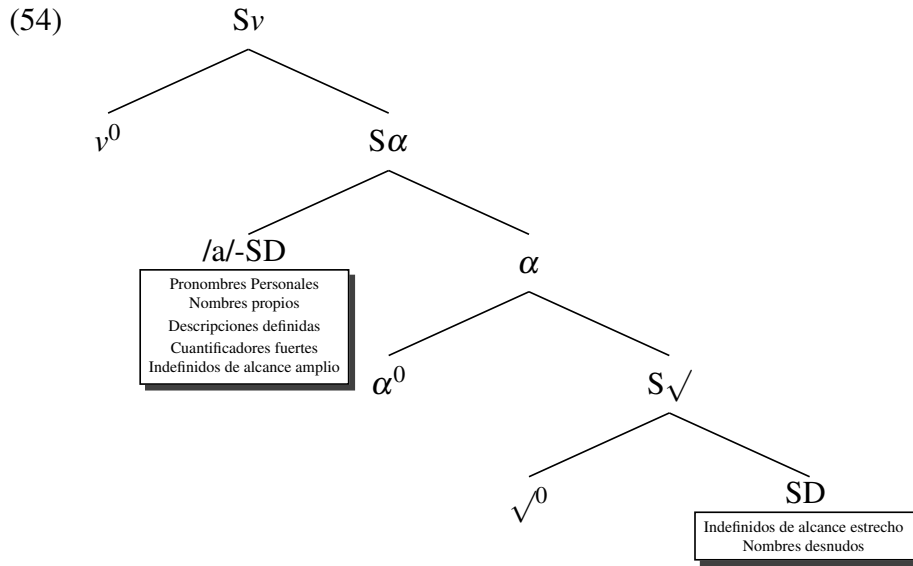 (54)
Sv
v⁰
Sα
/a/-SD
Pronombres Personales
Nombres propios
Descripciones definidas
Cuantificadores fuertes
Indefinidos de alcance amplio
α
α⁰
S√
√⁰
SD
Indefinidos de alcance estrecho
Nombres desnudos